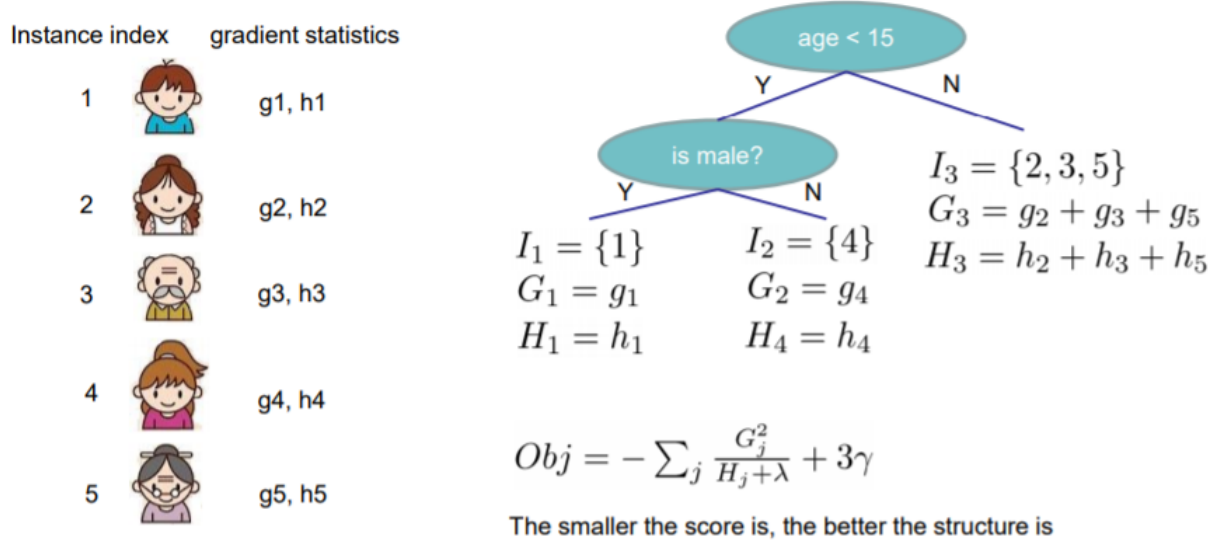 Instance index gradient statistics
1 g1, h1
2 g2, h2
3 g3, h3
4 g4, h4
5 g5, h5
age < 15
Y N
is male?
Y N
I₁ = {1}
G₁ = g₁
H₁ = h₁
I₂ = {4}
G₂ = g₄
H₄ = h₄
I₃ = {2, 3, 5}
G₃ = g₂ + g₃ + g₅
H₃ = h₂ + h₃ + h₅
Obj = − ∑ⱼ Gⱼ² / (Hⱼ+λ) + 3γ
The smaller the score is, the better the structure is